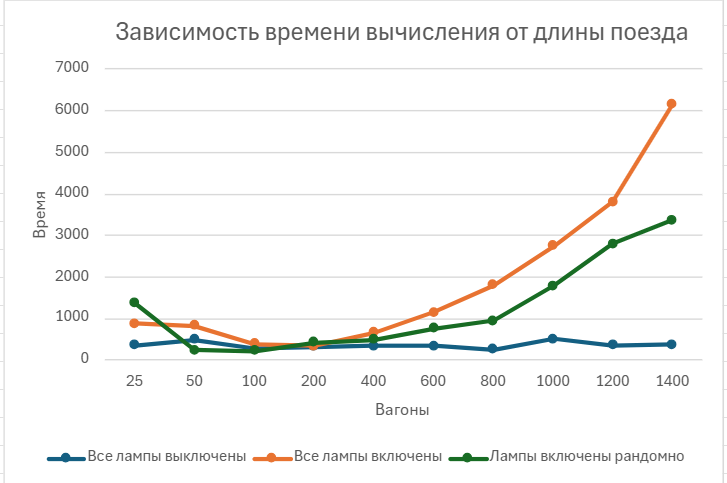 Зависимость времени вычисления от длины поезда
7000
6000
5000
4000
3000
2000
1000
0
Время
25 50 100 200 400 600 800 1000 1200 1400
Вагоны
Все лампы выключены Все лампы включены Лампы включены рандомно